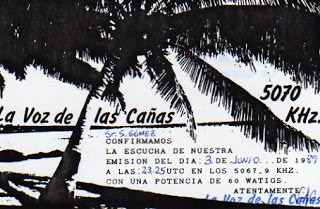 La Voz de las Cañas
5070
KHz.
Sr. S. GOMEZ
CONFIRMAMOS
LA ESCUCHA DE NUESTRA
EMISION DEL DIA: 3 de JUNIO... DE 1989
A LAS: 23:25 UTC EN LOS 5067,9 KHZ.
CON UNA POTENCIA DE 60 WATIOS.
ATENTAMENTE
La Voz de las Cañas